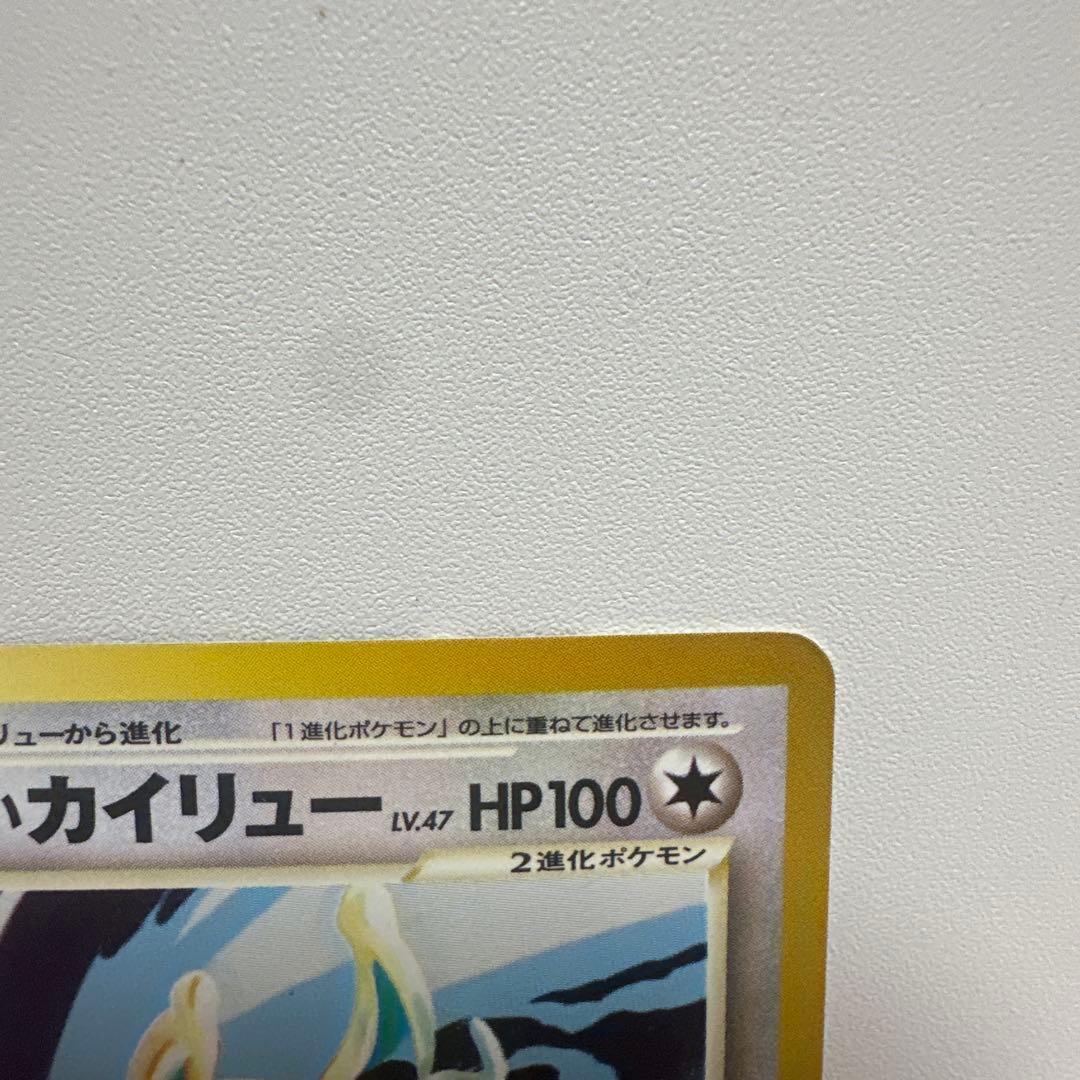 リューから進化 「1進化ポケモン」の上に重ねて進化させます。
いカイリュー LV.47 HP100
2進化ポケモン